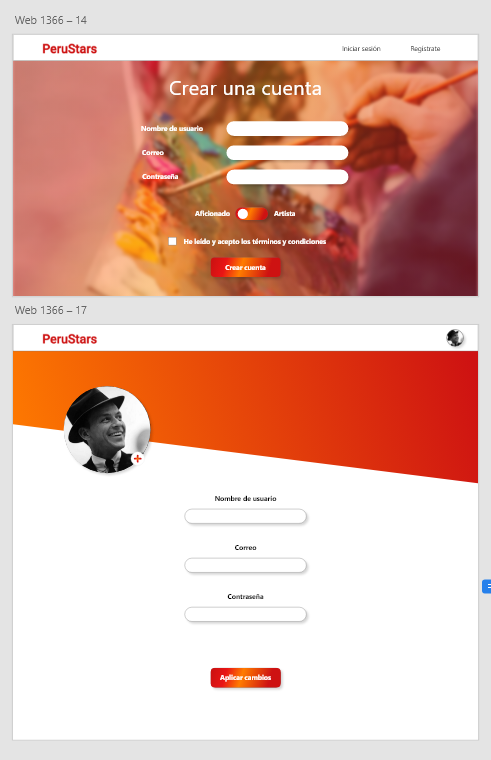 Web 1366 – 14
PeruStars
Iniciar sesión
Registrate
Crear una cuenta
Nombre de usuario
Correo
Contraseña
Aficionado
Artista
He leído y acepto los términos y condiciones
Crear cuenta
Web 1366 – 17
PeruStars
Nombre de usuario
Correo
Contraseña
Aplicar cambios